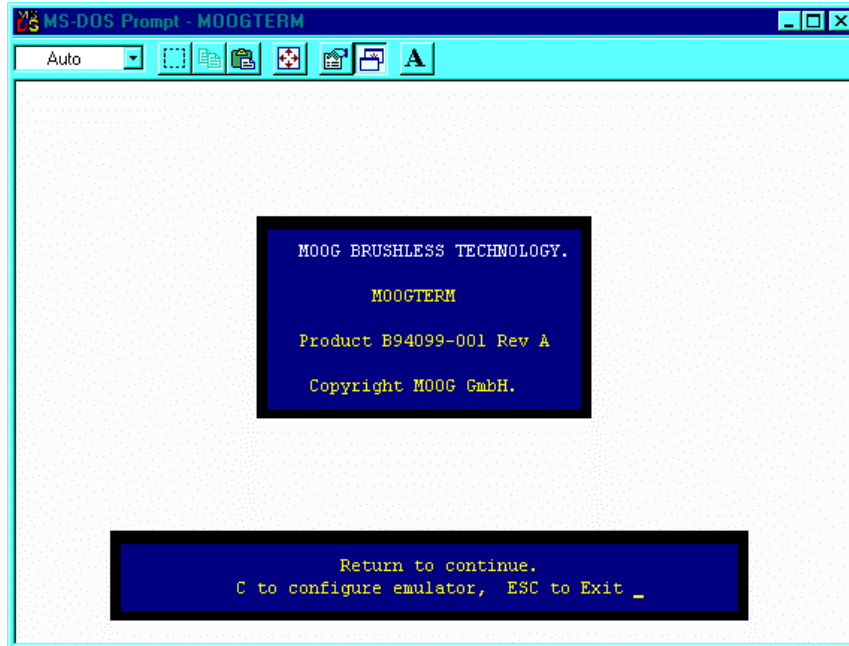 MS-DOS Prompt - MOOGTERM
Auto
A
MOOG BRUSHLESS TECHNOLOGY.
MOOGTERM
Product B94099-001 Rev A
Copyright MOOG GmbH.
Return to continue.
C to configure emulator, ESC to Exit _